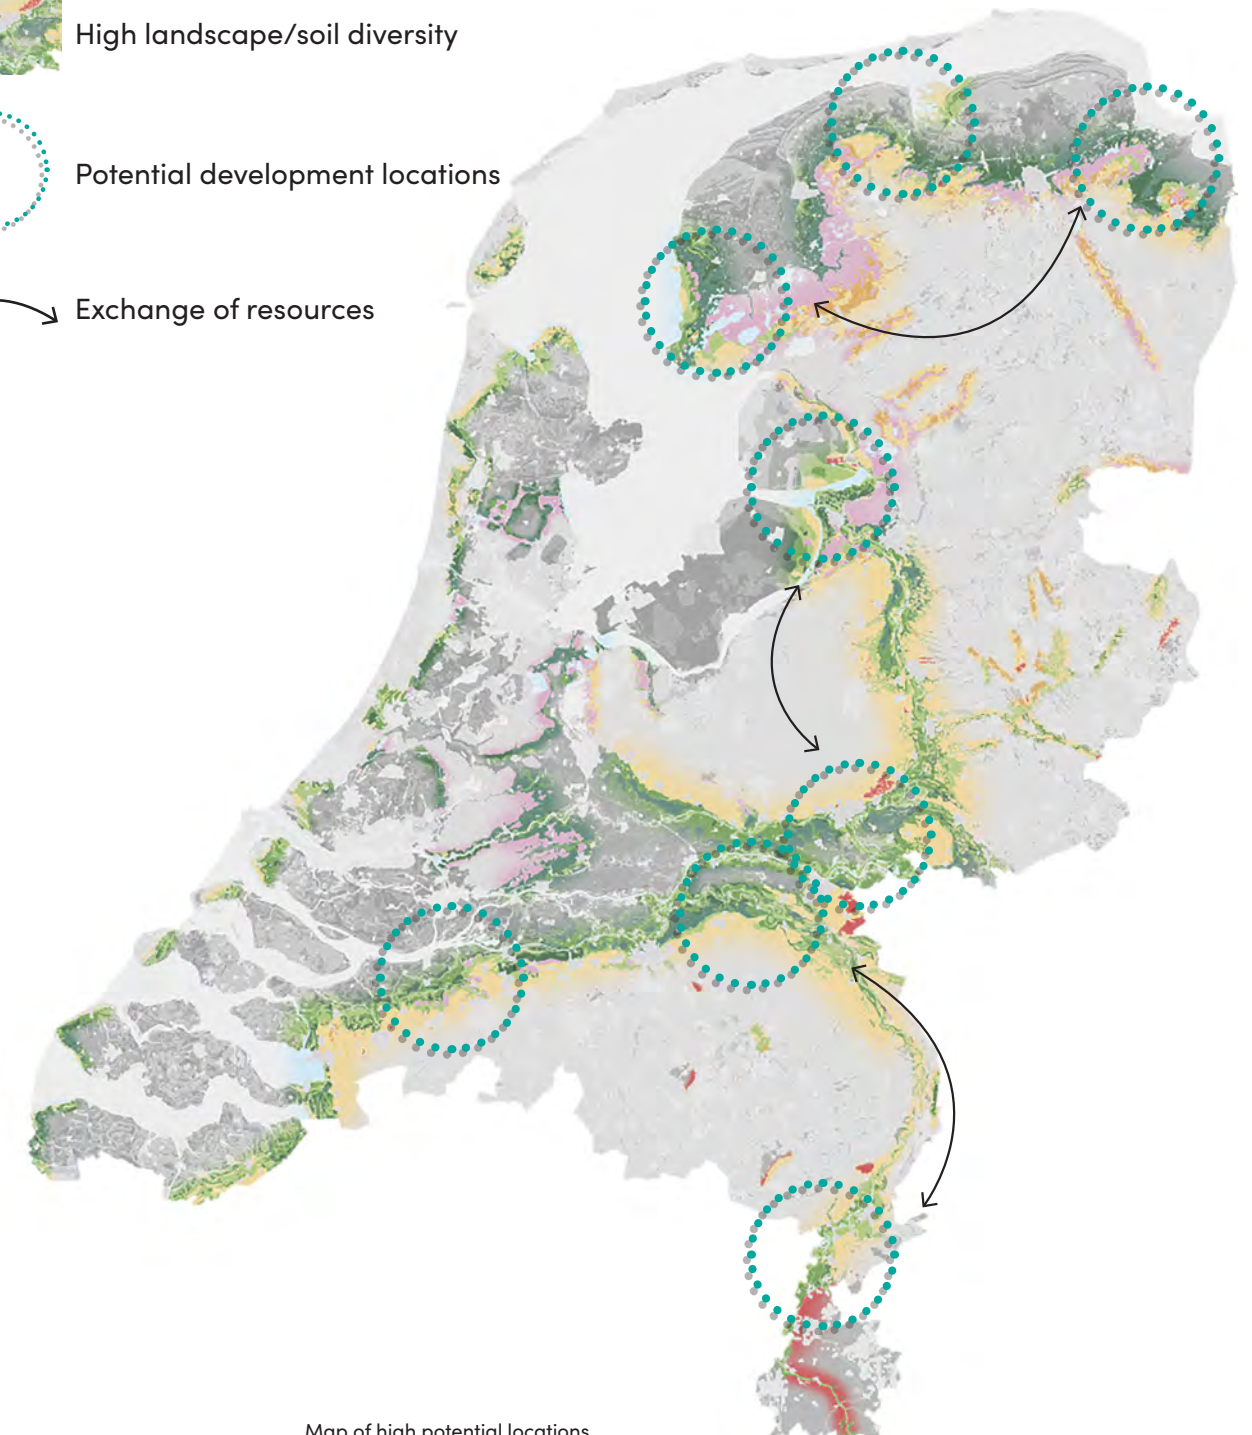 High landscape/soil diversity
Potential development locations
Exchange of resources
Map of high potential locations